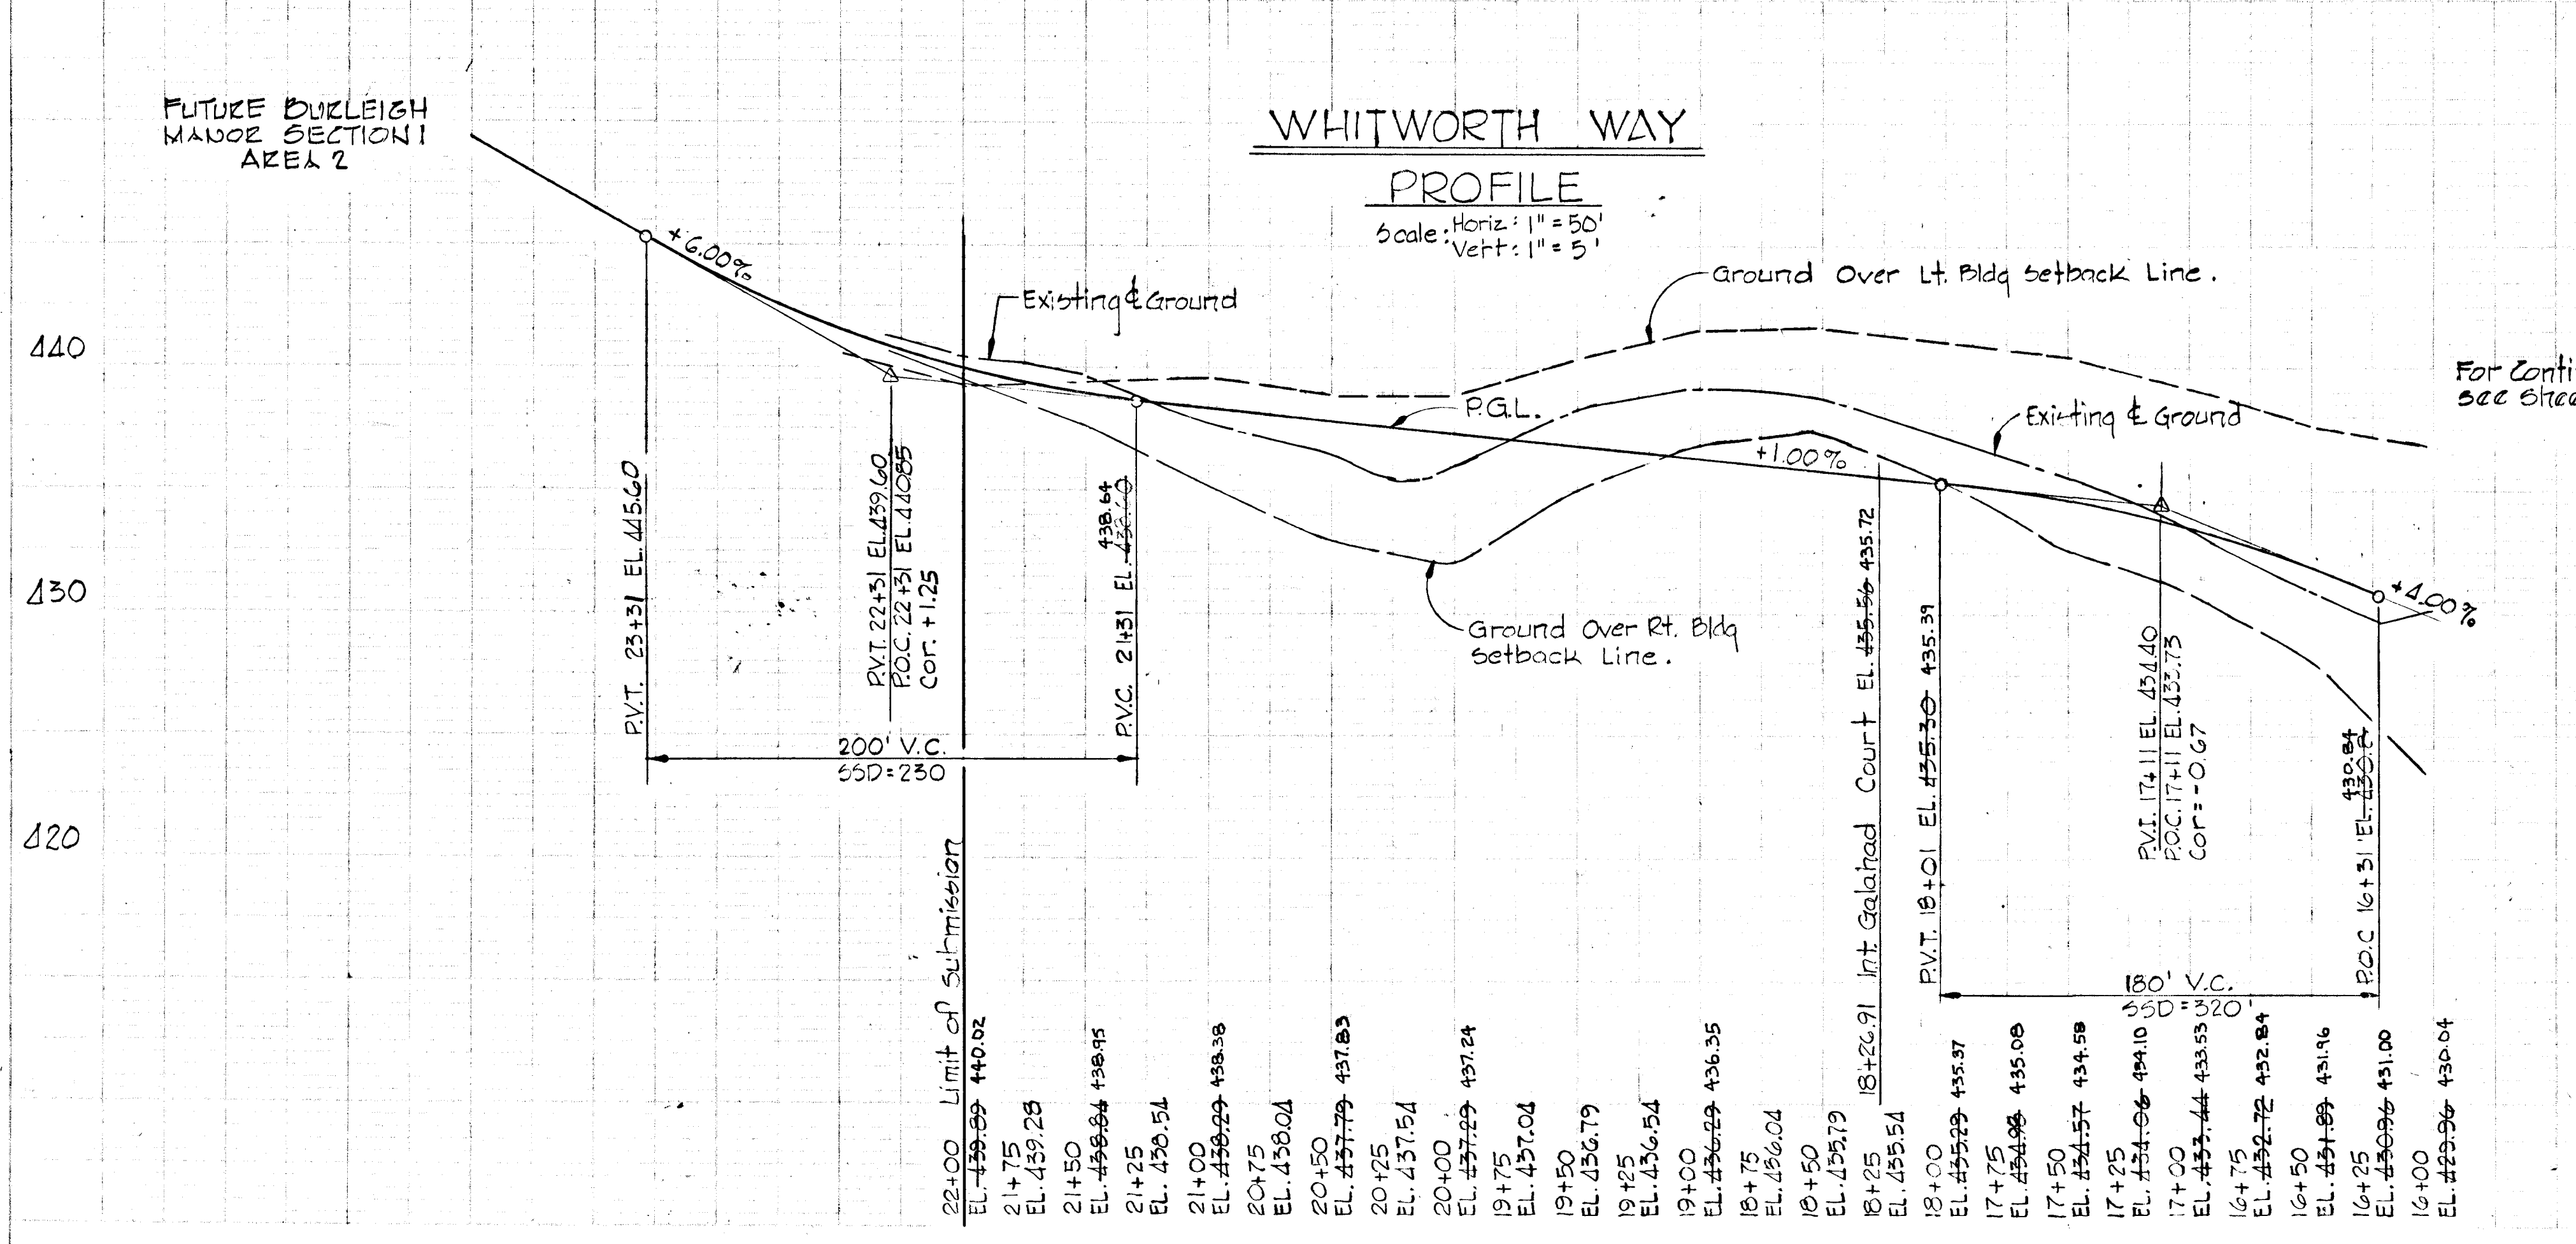 FUTURE BURLEIGH
MANOR SECTION 1
AREA 2
WHITWORTH WAY
PROFILE
Scale: Horiz: 1" = 50'
Vert: 1" = 5'
+6.00%
Existing ℄ Ground
Ground Over Lt. Bldg Setback Line.
P.G.L.
+1.00%
Existing ℄ Ground
For Conti
see Shee
+4.00%
Ground Over Rt. Bldg
Setback Line.
440
430
420
P.V.T. 23+31 EL. 445.60
P.V.T. 22+31 EL. 439.60
P.O.C. 22+31 EL. 440.85
Cor. +1.25
P.V.C. 21+31 EL. 438.60 438.64
200' V.C.
SSD=230
18+26.91 Int. Galahad Court EL. 435.56 435.72
P.V.T. 18+01 EL. 435.30 435.39
P.V.I. 17+11 EL. 434.40
P.O.C. 17+11 EL. 433.73
Cor = -0.67
P.O.C 16+31 EL. 430.8 430.84
180' V.C.
SSD=320'
22+00 Limit of Submission
EL. 439.89 440.02
21+75
EL. 439.28
21+50
EL. 438.84 438.95
21+25
EL. 438.54
21+00
EL. 438.29 438.38
20+75
EL. 438.04
20+50
EL. 437.79 437.83
20+25
EL. 437.54
20+00
EL. 437.29 437.24
19+75
EL. 437.04
19+50
EL. 436.79
19+25
EL. 436.54
19+00
EL. 436.29 436.35
18+75
EL. 436.04
18+50
EL. 435.79
18+25
EL. 435.54
18+00
EL. 435.29 435.37
17+75
EL. 434.98 435.08
17+50
EL. 434.57 434.58
17+25
EL. 434.06 434.10
17+00
EL. 433.44 433.53
16+75
EL. 432.72 432.84
16+50
EL. 431.89 431.96
16+25
EL. 430.96 431.00
16+00
EL. 429.96 430.04